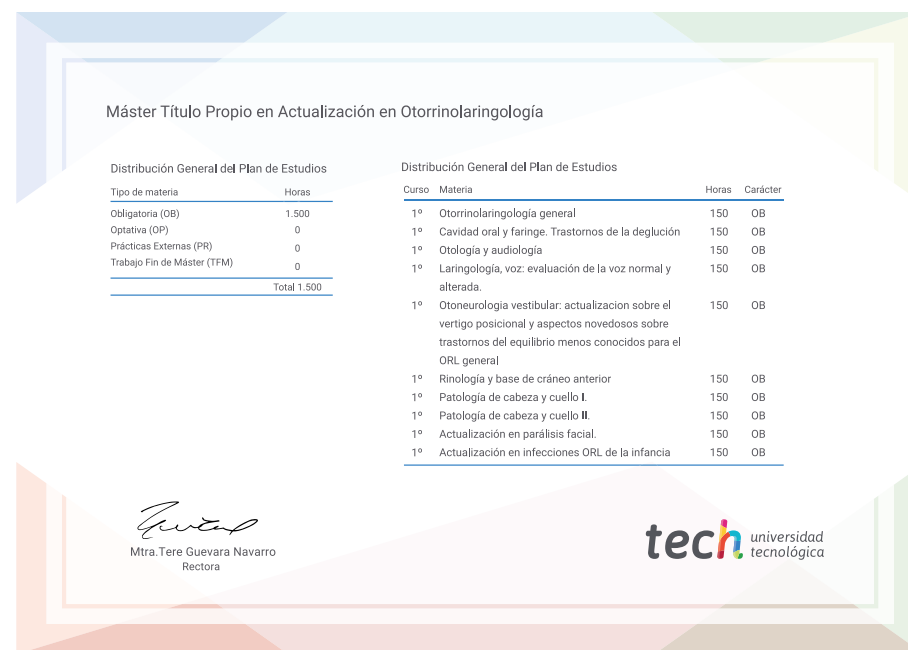 Máster Título Propio en Actualización en Otorrinolaringología
Distribución General del Plan de Estudios
Tipo de materia Horas
Obligatoria (OB) 1.500
Optativa (OP) 0
Prácticas Externas (PR) 0
Trabajo Fin de Máster (TFM) 0
Total 1.500
Distribución General del Plan de Estudios
Curso Materia Horas Carácter
1º Otorrinolaringología general 150 OB
1º Cavidad oral y faringe. Trastornos de la deglución 150 OB
1º Otología y audiología 150 OB
1º Laringología, voz: evaluación de la voz normal y 150 OB
alterada.
1º Otoneurologia vestibular: actualizacion sobre el 150 OB
vertigo posicional y aspectos novedosos sobre
trastornos del equilibrio menos conocidos para el
ORL general
1º Rinología y base de cráneo anterior 150 OB
1º Patología de cabeza y cuello I. 150 OB
1º Patología de cabeza y cuello II. 150 OB
1º Actualización en parálisis facial. 150 OB
1º Actualización en infecciones ORL de la infancia 150 OB
Mtra.Tere Guevara Navarro
Rectora
tech universidad
tecnológica